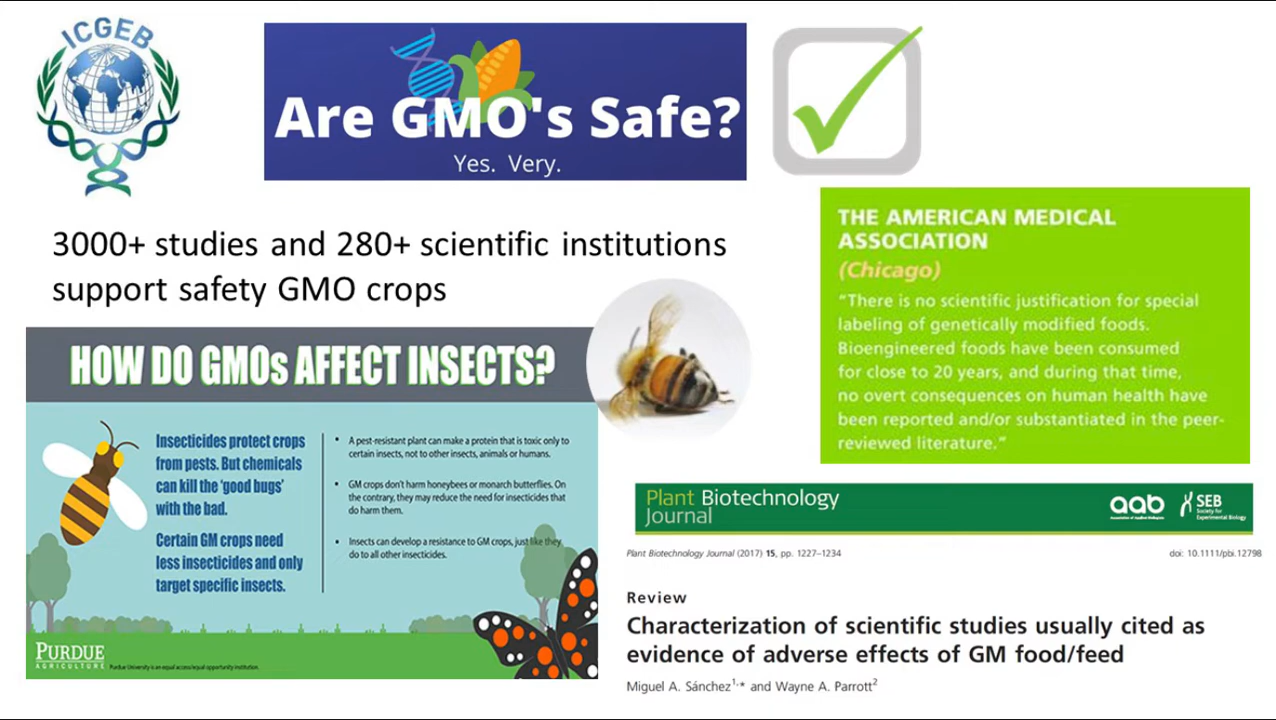 ICGEB
Are GMO's Safe?
Yes. Very.
3000+ studies and 280+ scientific institutions
support safety GMO crops
THE AMERICAN MEDICAL
ASSOCIATION
(Chicago)
"There is no scientific justification for special
labeling of genetically modified foods.
Bioengineered foods have been consumed
for close to 20 years, and during that time,
no overt consequences on human health have
been reported and/or substantiated in the peer-
reviewed literature."
HOW DO GMOs AFFECT INSECTS?
Insecticides protect crops
from pests. But chemicals
can kill the 'good bugs'
with the bad.
Certain GM crops need
less insecticides and only
target specific insects.
• A pest-resistant plant can make a protein that is toxic only to
certain insects, not to other insects, animals or humans.
• GM crops don't harm honeybees or monarch butterflies. On
the contrary, they may reduce the need for insecticides that
do harm them.
• Insects can develop a resistance to GM crops, just like they
do to all other insecticides.
PURDUE
AGRICULTURE
Purdue University is an equal access/equal opportunity institution.
Plant Biotechnology
Journal
aab
Association of Applied Biologists
SEB
Society for
Experimental Biology
Plant Biotechnology Journal (2017) 15, pp. 1227–1234
doi: 10.1111/pbi.12798
Review
Characterization of scientific studies usually cited as
evidence of adverse effects of GM food/feed
Miguel A. Sánchez1,* and Wayne A. Parrott2